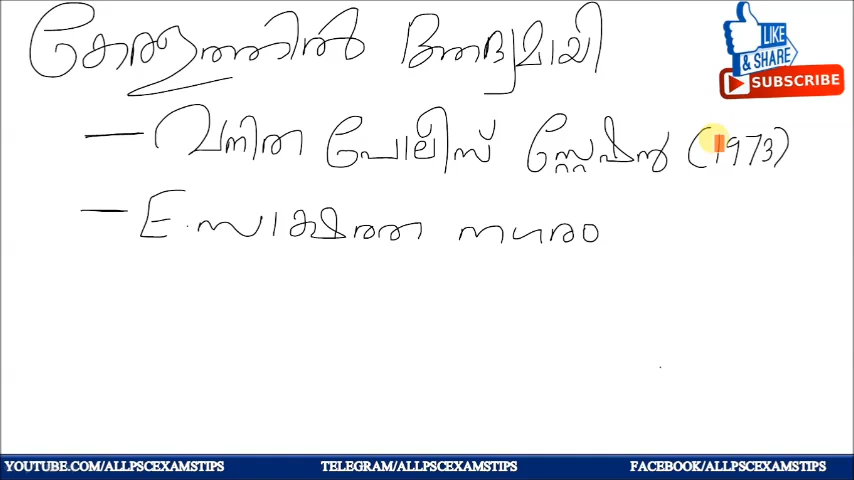 കേരളത്തിൽ ആദ്യമായി
LIKE
& SHARE
SUBSCRIBE
— വനിത പോലീസ് സ്റ്റേഷൻ (1973)
— E.സാക്ഷരത നഗരം
YOUTUBE.COM/ALLPSCEXAMSTIPS TELEGRAM/ALLPSCEXAMSTIPS FACEBOOK/ALLPSCEXAMSTIPS